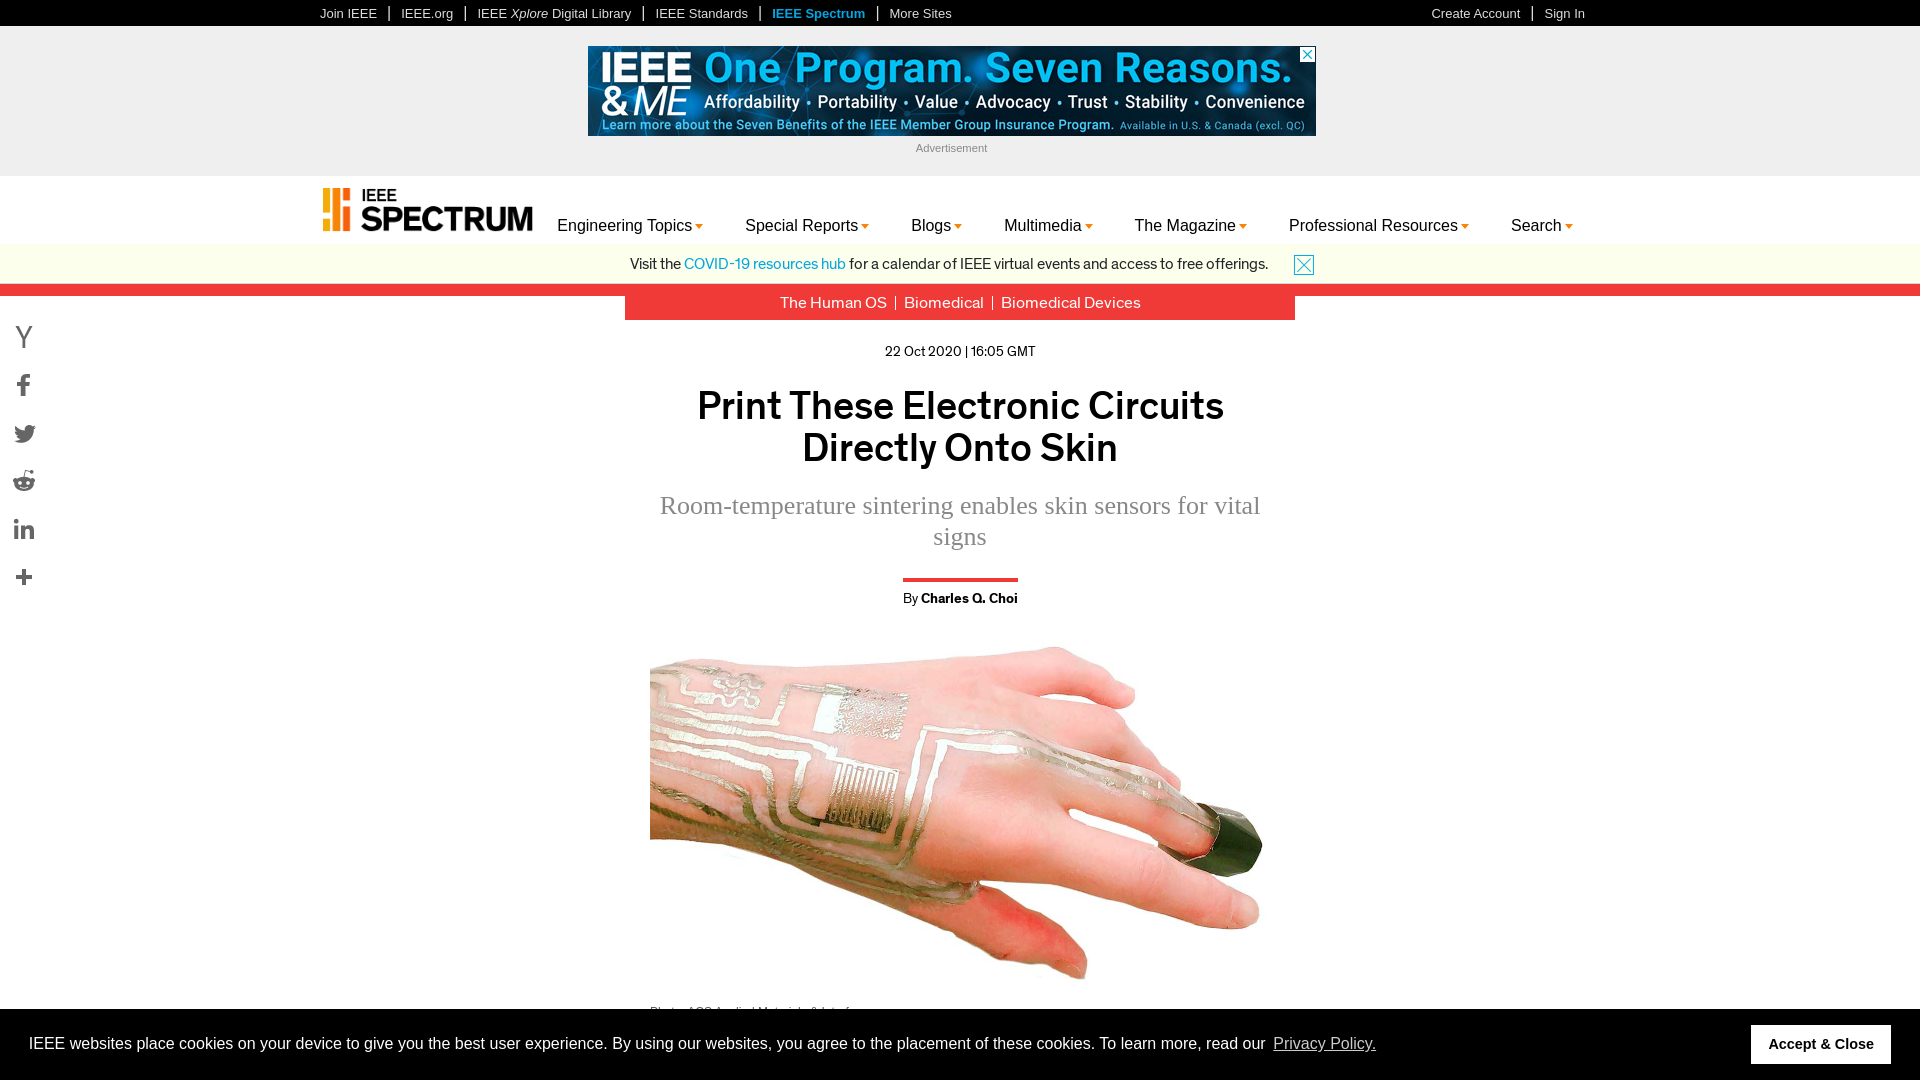 Join IEEE | IEEE.org | IEEE Xplore Digital Library | IEEE Standards | IEEE Spectrum | More Sites
Create Account | Sign In
IEEE & ME
One Program. Seven Reasons.
Affordability • Portability • Value • Advocacy • Trust • Stability • Convenience
Learn more about the Seven Benefits of the IEEE Member Group Insurance Program. Available in U.S. & Canada (excl. QC)
Advertisement
IEEE SPECTRUM
Engineering Topics Special Reports Blogs Multimedia The Magazine Professional Resources Search
Visit the COVID-19 resources hub for a calendar of IEEE virtual events and access to free offerings.
The Human OS | Biomedical | Biomedical Devices
22 Oct 2020 | 16:05 GMT
Print These Electronic Circuits
Directly Onto Skin
Room-temperature sintering enables skin sensors for vital
signs
By Charles Q. Choi
IEEE websites place cookies on your device to give you the best user experience. By using our websites, you agree to the placement of these cookies. To learn more, read our Privacy Policy.
Accept & Close